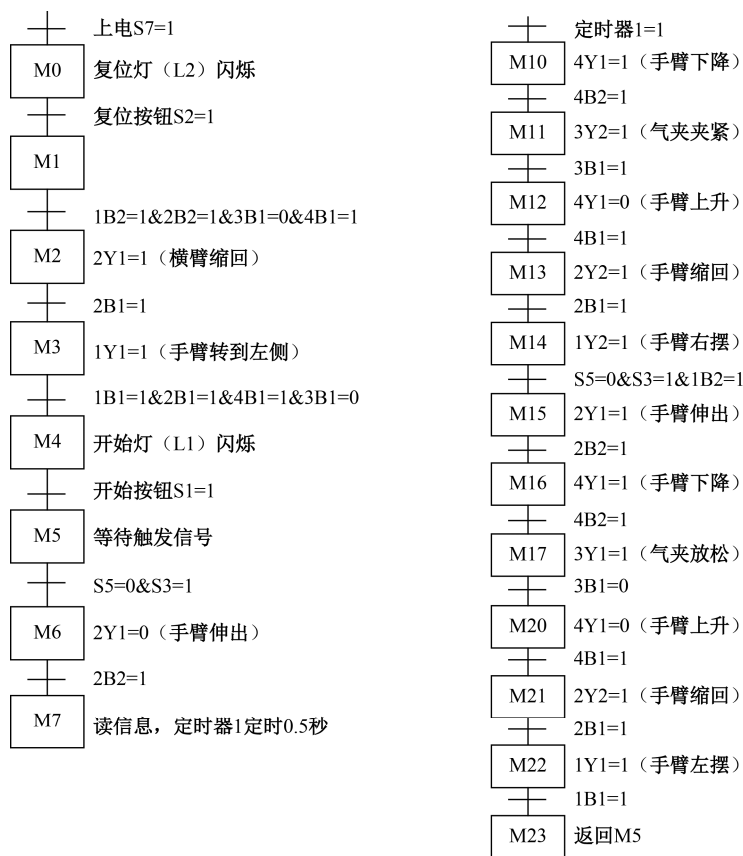 上电S7=1
M0 复位灯（L2）闪烁
复位按钮S2=1
M1
1B2=1&2B2=1&3B1=0&4B1=1
M2 2Y1=1（横臂缩回）
2B1=1
M3 1Y1=1（手臂转到左侧）
1B1=1&2B1=1&4B1=1&3B1=0
M4 开始灯（L1）闪烁
开始按钮S1=1
M5 等待触发信号
S5=0&S3=1
M6 2Y1=0（手臂伸出）
2B2=1
M7 读信息，定时器1定时0.5秒
定时器1=1
M10 4Y1=1（手臂下降）
4B2=1
M11 3Y2=1（气夹夹紧）
3B1=1
M12 4Y1=0（手臂上升）
4B1=1
M13 2Y2=1（手臂缩回）
2B1=1
M14 1Y2=1（手臂右摆）
S5=0&S3=1&1B2=1
M15 2Y1=1（手臂伸出）
2B2=1
M16 4Y1=1（手臂下降）
4B2=1
M17 3Y1=1（气夹放松）
3B1=0
M20 4Y1=0（手臂上升）
4B1=1
M21 2Y2=1（手臂缩回）
2B1=1
M22 1Y1=1（手臂左摆）
1B1=1
M23 返回M5